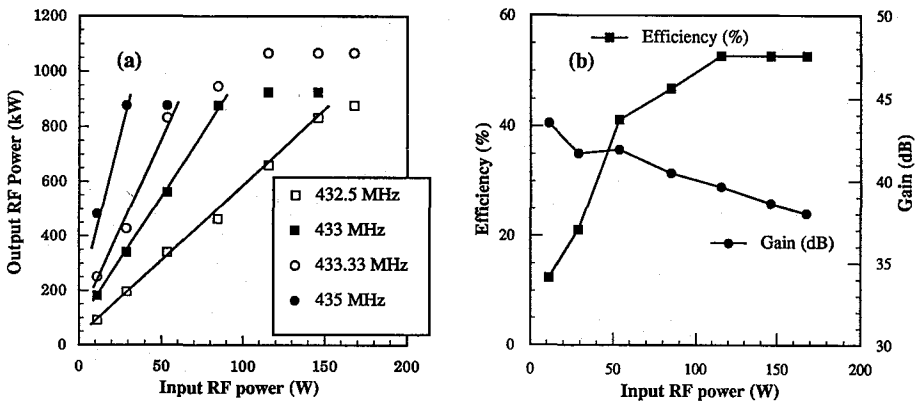 (a)
Output RF Power (kW)
1200
1000
800
600
400
200
0
0
50
100
150
200
Input RF power (W)
432.5 MHz
433 MHz
433.33 MHz
435 MHz
(b)
Efficiency (%)
60
40
20
0
Efficiency (%)
Gain (dB)
50
45
40
35
30
Gain (dB)
0
50
100
150
200
Input RF power (W)